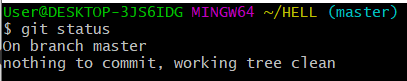 User@DESKTOP-3JS6IDG MINGW64 ~/HELL (master)
$ git status
On branch master
nothing to commit, working tree clean